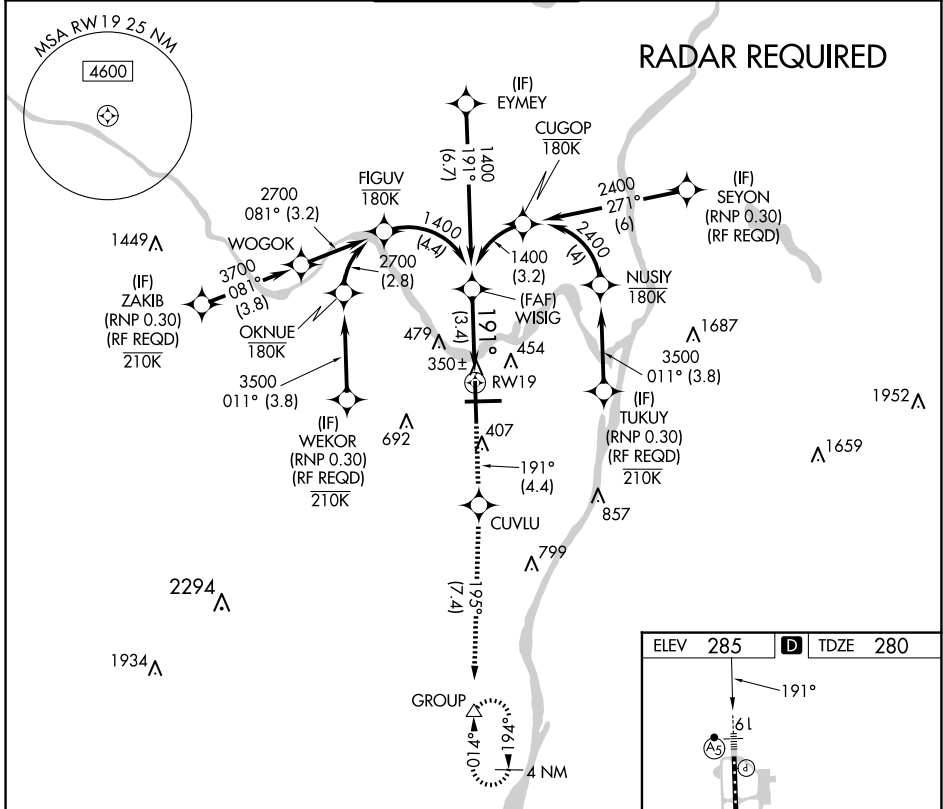 MSA RW19 25 NM
4600
RADAR REQUIRED
(IF)
EYMEY
1400
191°
(6.7)
CUGOP
180K
FIGUV
180K
2700
081° (3.2)
1400
(4.4)
2400
271°
(6)
(IF)
SEYON
(RNP 0.30)
(RF REQD)
1449
WOGOK
3700
081°
(3.8)
2700
(2.8)
1400
(3.2)
2400
(4)
NUSIY
180K
(IF)
ZAKIB
(RNP 0.30)
(RF REQD)
210K
OKNUE
180K
(FAF)
WISIG
191°
(3.4)
479
350±
454
RW19
1687
3500
011° (3.8)
3500
011° (3.8)
(IF)
WEKOR
(RNP 0.30)
(RF REQD)
210K
692
407
(IF)
TUKUY
(RNP 0.30)
(RF REQD)
210K
1952
1659
191°
(4.4)
CUVLU
857
799
195°
(7.4)
2294
1934
GROUP
014°
194°
4 NM
ELEV 285 D TDZE 280
191°
19
A5
P